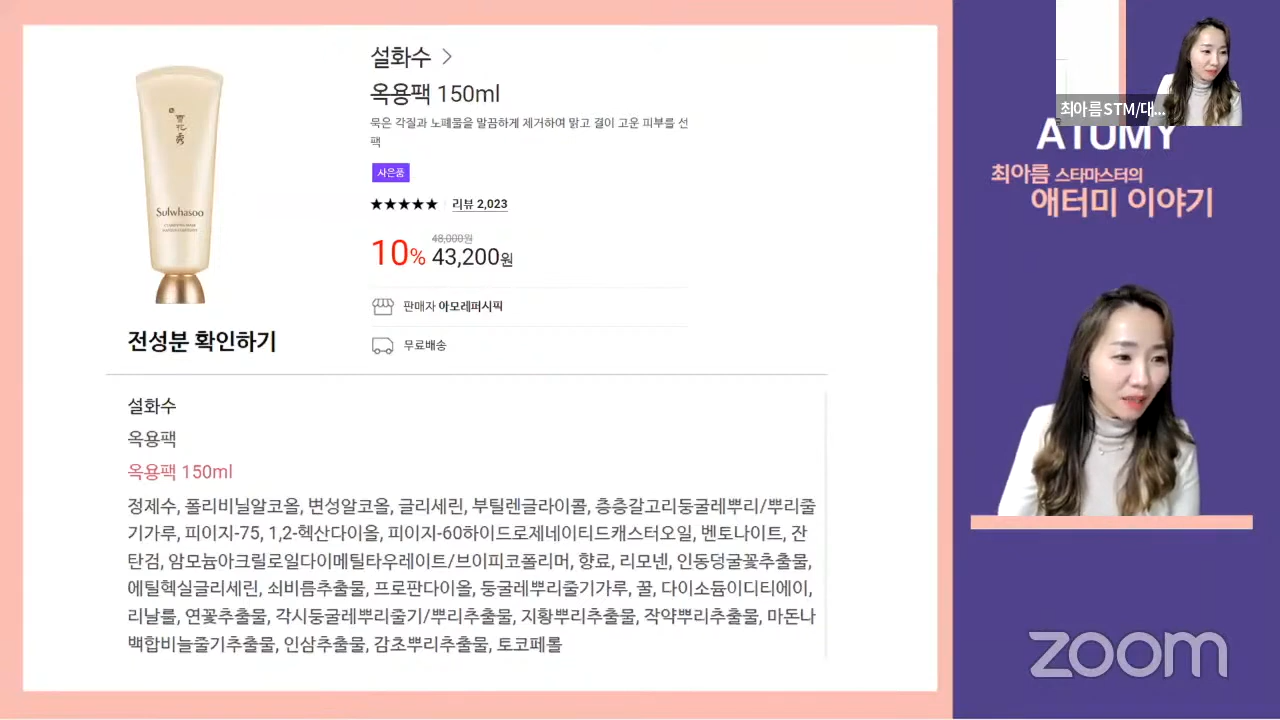 설화수
옥용팩 150ml
묵은 각질과 노폐물을 말끔하게 제거하여 맑고 결이 고운 피부를 선
팩
사은품
★★★★★ 리뷰 2,023
48,000원
10% 43,200원
판매자 아모레퍼시픽
무료배송
雪花秀
Sulwhasoo
전성분 확인하기
설화수
옥용팩
옥용팩 150ml
정제수, 폴리비닐알코올, 변성알코올, 글리세린, 부틸렌글라이콜, 층층갈고리둥굴레뿌리/뿌리줄
기가루, 피이지-75, 1,2-헥산다이올, 피이지-60하이드로제네이티드캐스터오일, 벤토나이트, 잔
탄검, 암모늄아크릴로일다이메틸타우레이트/브이피코폴리머, 향료, 리모넨, 인동덩굴꽃추출물,
에틸헥실글리세린, 쇠비름추출물, 프로판다이올, 둥굴레뿌리줄기가루, 꿀, 다이소듐이디티에이,
리날룰, 연꽃추출물, 각시둥굴레뿌리줄기/뿌리추출물, 지황뿌리추출물, 작약뿌리추출물, 마돈나
백합비늘줄기추출물, 인삼추출물, 감초뿌리추출물, 토코페롤
최아름STM/대...
ATOMY
최아름 스타마스터의
애터미 이야기
zoom